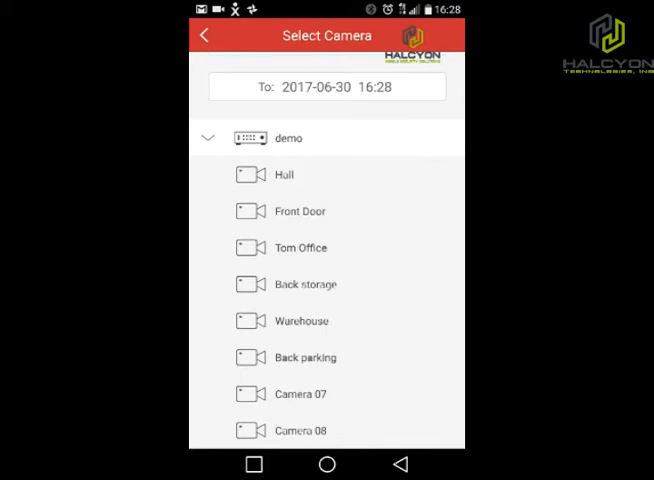 16:28
Select Camera
HALCYON
To: 2017-06-30 16:28
demo
Hall
Front Door
Tom Office
Back storage
Warehouse
Back parking
Camera 07
Camera 08
HALCYON
TECHNOLOGIES, INC